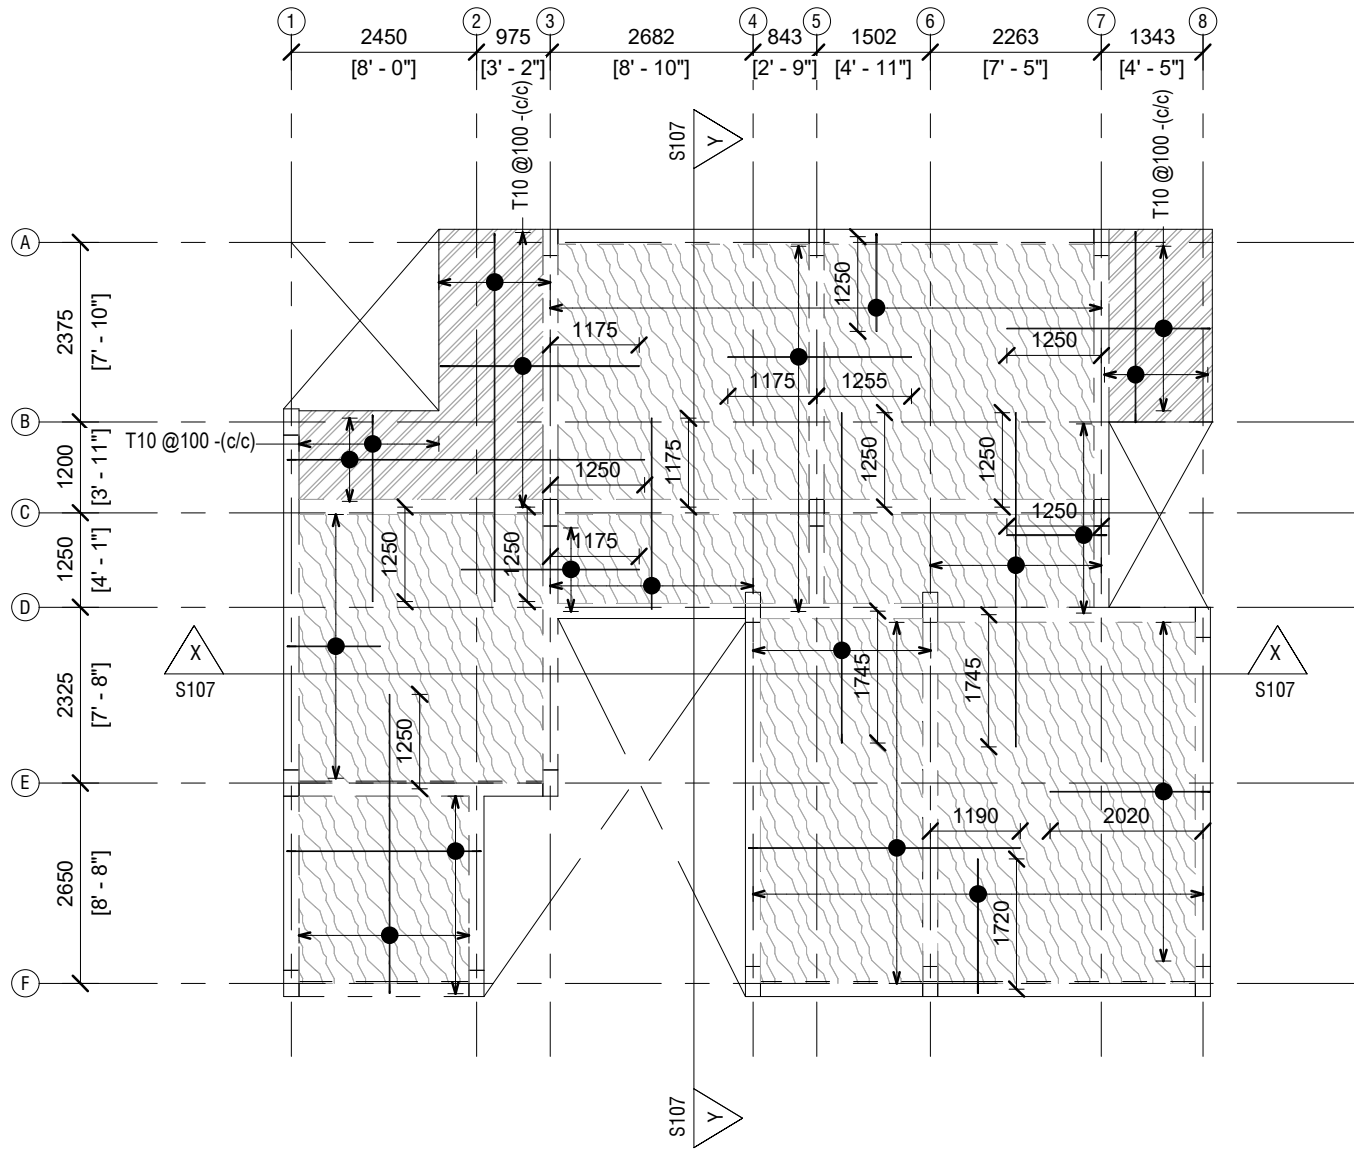 1 2 3 4 5 6 7 8
2450 975 2682 843 1502 2263 1343
[8' - 0"] [3' - 2"] [8' - 10"] [2' - 9"] [4' - 11"] [7' - 5"] [4' - 5"]
T10 @100 -(c/c)
T10 @100 -(c/c)
S107 Y
A
2375
[7' - 10"]
1250
1175
1250
1175 1255
B
T10 @100 -(c/c)
1200
[3' - 11"]
1250
1175
1250
1250
C
1250
[4' - 1"]
1250
1250
1175
1250
D
2325
[7' - 8"]
X
S107
1745
1745
X
S107
1250
E
2650
[8' - 8"]
1190 2020
1720
F
S107 Y